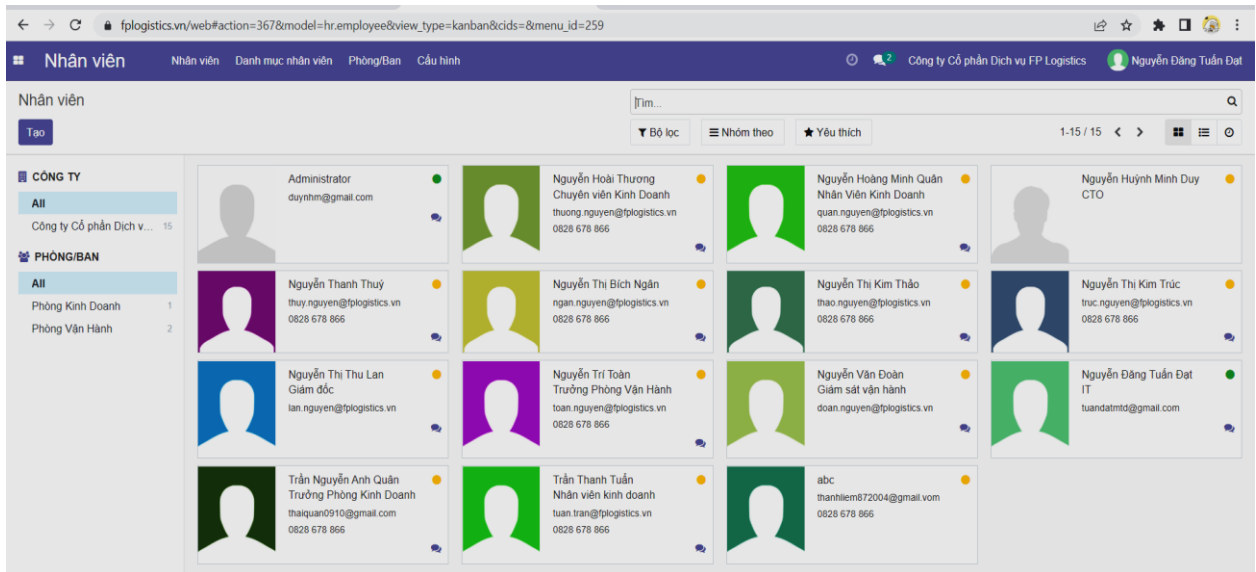 fplogistics.vn/web#action=367&model=hr.employee&view_type=kanban&cids=&menu_id=259
Nhân viên Nhân viên Danh mục nhân viên Phòng/Ban Cấu hình 2 Công ty Cổ phần Dịch vụ FP Logistics Nguyễn Đăng Tuấn Đạt
Nhân viên
Tìm...
Tạo
Bộ lọc Nhóm theo Yêu thích
1-15 / 15
CÔNG TY
All
Công ty Cổ phần Dịch v... 15
PHÒNG/BAN
All
Phòng Kinh Doanh 1
Phòng Vận Hành 2
Administrator
duynhm@gmail.com
Nguyễn Hoài Thương
Chuyên viên Kinh Doanh
thuong.nguyen@fplogistics.vn
0828 678 866
Nguyễn Hoàng Minh Quân
Nhân Viên Kinh Doanh
quan.nguyen@fplogistics.vn
0828 678 866
Nguyễn Huỳnh Minh Duy
CTO
Nguyễn Thanh Thuý
thuy.nguyen@fplogistics.vn
0828 678 866
Nguyễn Thị Bích Ngân
ngan.nguyen@fplogistics.vn
0828 678 866
Nguyễn Thị Kim Thảo
thao.nguyen@fplogistics.vn
0828 678 866
Nguyễn Thị Kim Trúc
truc.nguyen@fplogistics.vn
0828 678 866
Nguyễn Thị Thu Lan
Giám đốc
lan.nguyen@fplogistics.vn
Nguyễn Trí Toàn
Trưởng Phòng Vận Hành
toan.nguyen@fplogistics.vn
0828 678 866
Nguyễn Văn Đoàn
Giám sát vận hành
doan.nguyen@fplogistics.vn
Nguyễn Đăng Tuấn Đạt
IT
tuandatmtd@gmail.com
Trần Nguyễn Anh Quân
Trưởng Phòng Kinh Doanh
thaiquan0910@gmail.com
0828 678 866
Trần Thanh Tuấn
Nhân viên kinh doanh
tuan.tran@fplogistics.vn
0828 678 866
abc
thanhliem872004@gmail.vom
0828 678 866